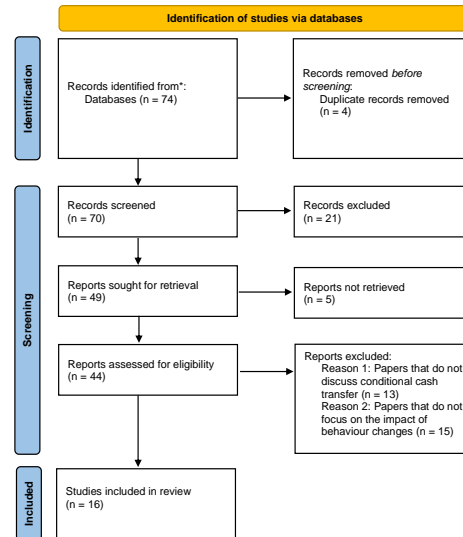 Identification of studies via databases
Identification
Records identified from*:
Databases (n = 74)
Records removed before
screening:
Duplicate records removed
(n = 4)
Screening
Records screened
(n = 70)
Records excluded
(n = 21)
Reports sought for retrieval
(n = 49)
Reports not retrieved
(n = 5)
Reports assessed for eligibility
(n = 44)
Reports excluded:
Reason 1: Papers that do not
discuss conditional cash
transfer (n = 13)
Reason 2: Papers that do not
focus on the impact of
behaviour changes (n = 15)
Included
Studies included in review
(n = 16)